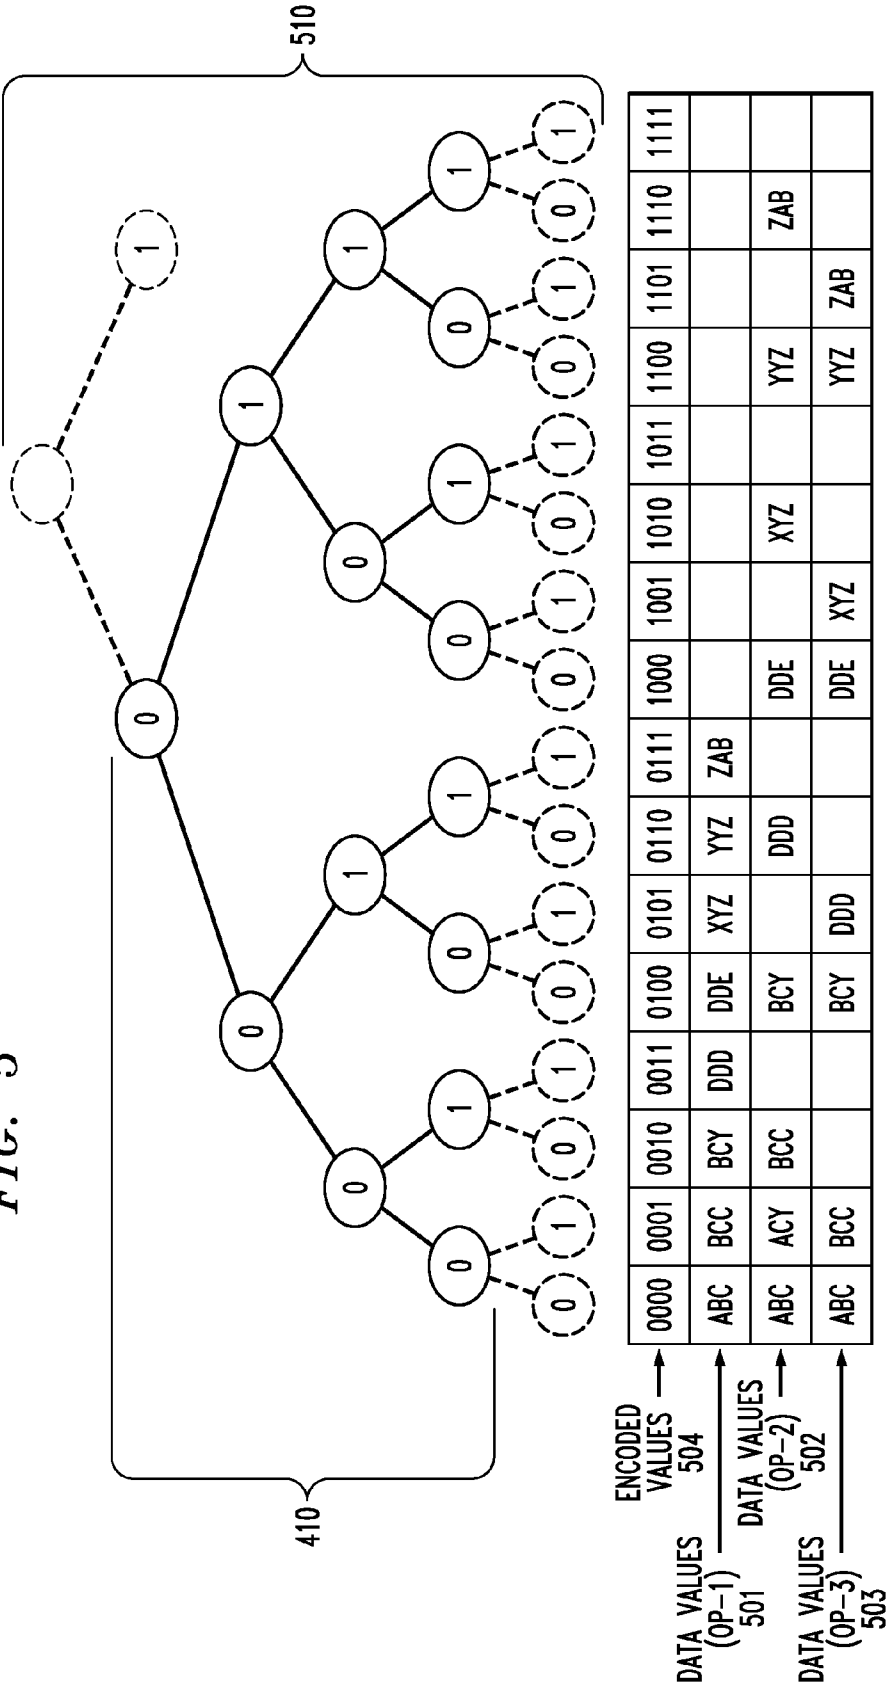 FIG. 5
0 1
0 1
410
510
0 1 0 1
0 1 0 1 0 1 0 1
0 1 0 1 0 1 0 1 0 1 0 1 0 1 0 1
ENCODED
VALUES
504
0000 0001 0010 0011 0100 0101 0110 0111 1000 1001 1010 1011 1100 1101 1110 1111
DATA VALUES
(OP-1)
501
ABC BCC BCY DDD DDE XYZ YYZ ZAB
DATA VALUES
(OP-2)
502
ABC ACY BCC BCY DDD DDE XYZ YYZ ZAB
DATA VALUES
(OP-3)
503
ABC BCC BCY DDD DDE XYZ YYZ ZAB